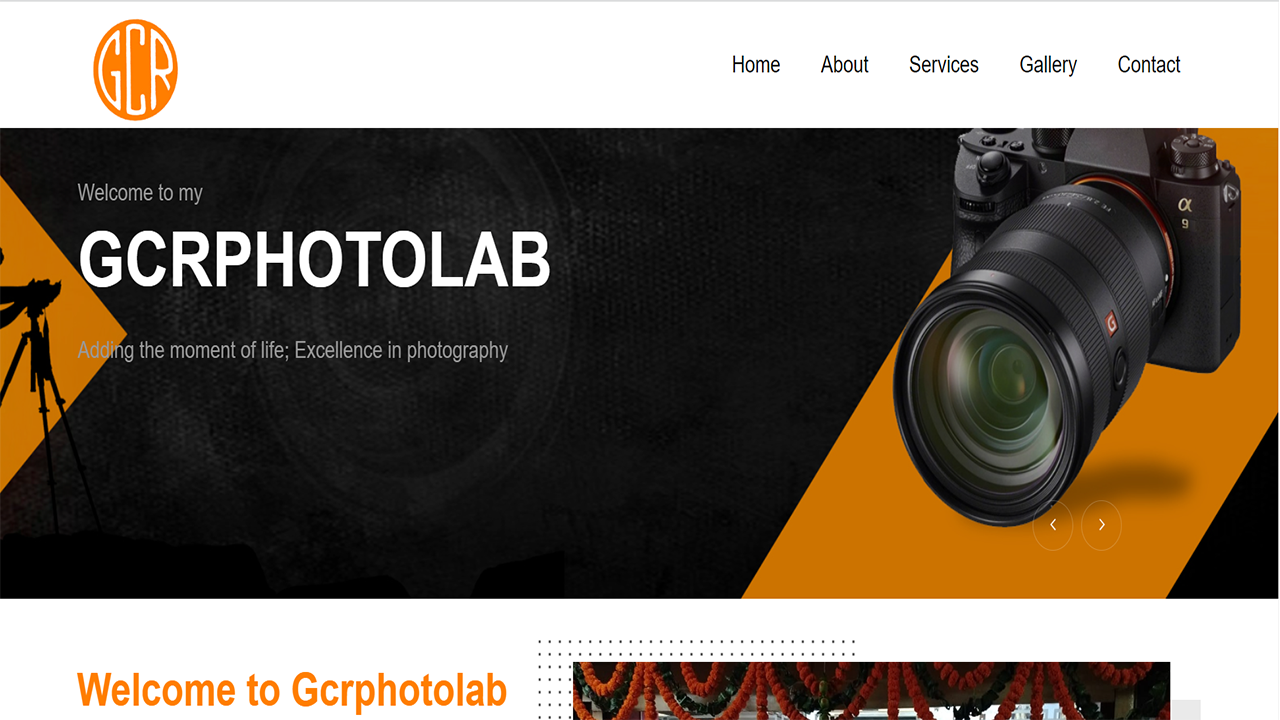 GCR
Home About Services Gallery Contact
Welcome to my
GCRPHOTOLAB
Adding the moment of life; Excellence in photography
α
9
G
Welcome to Gcrphotolab